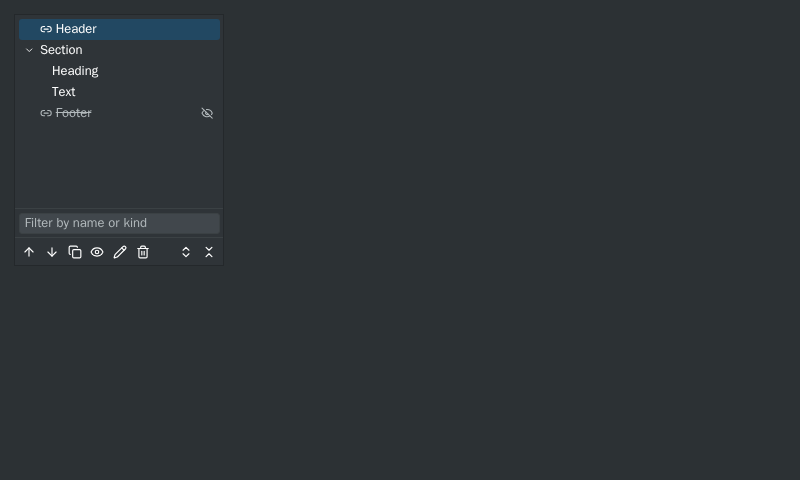 Header
Section
Heading
Text
Footer
Filter by name or kind